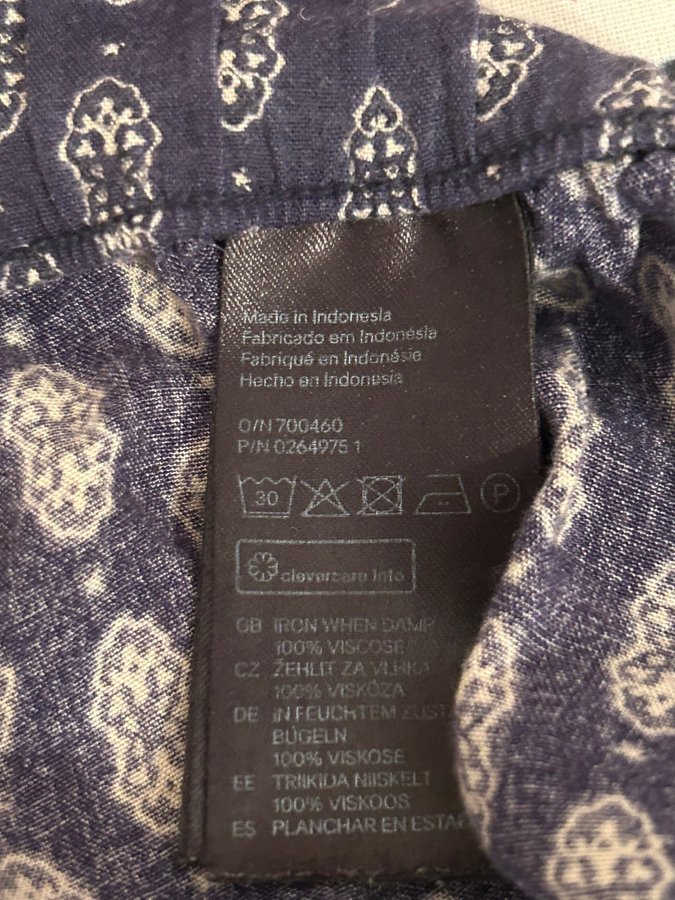 Made in Indonesia
Fabricado em Indonésia
Fabriqué en Indonésie
Hecho en Indonesia
O/N 700460
P/N 0264975 1
30 P
clevercare info
GB IRON WHEN DAMP
100% VISCOSE
CZ ŽEHLIT ZA VLHKA
100% VISKÓZA
DE IN FEUCHTEM
BÜGELN
100% VISKOSE
EE TRIIKIDA NIISKELT
100% VISKOOS
ES PLANCHAR EN